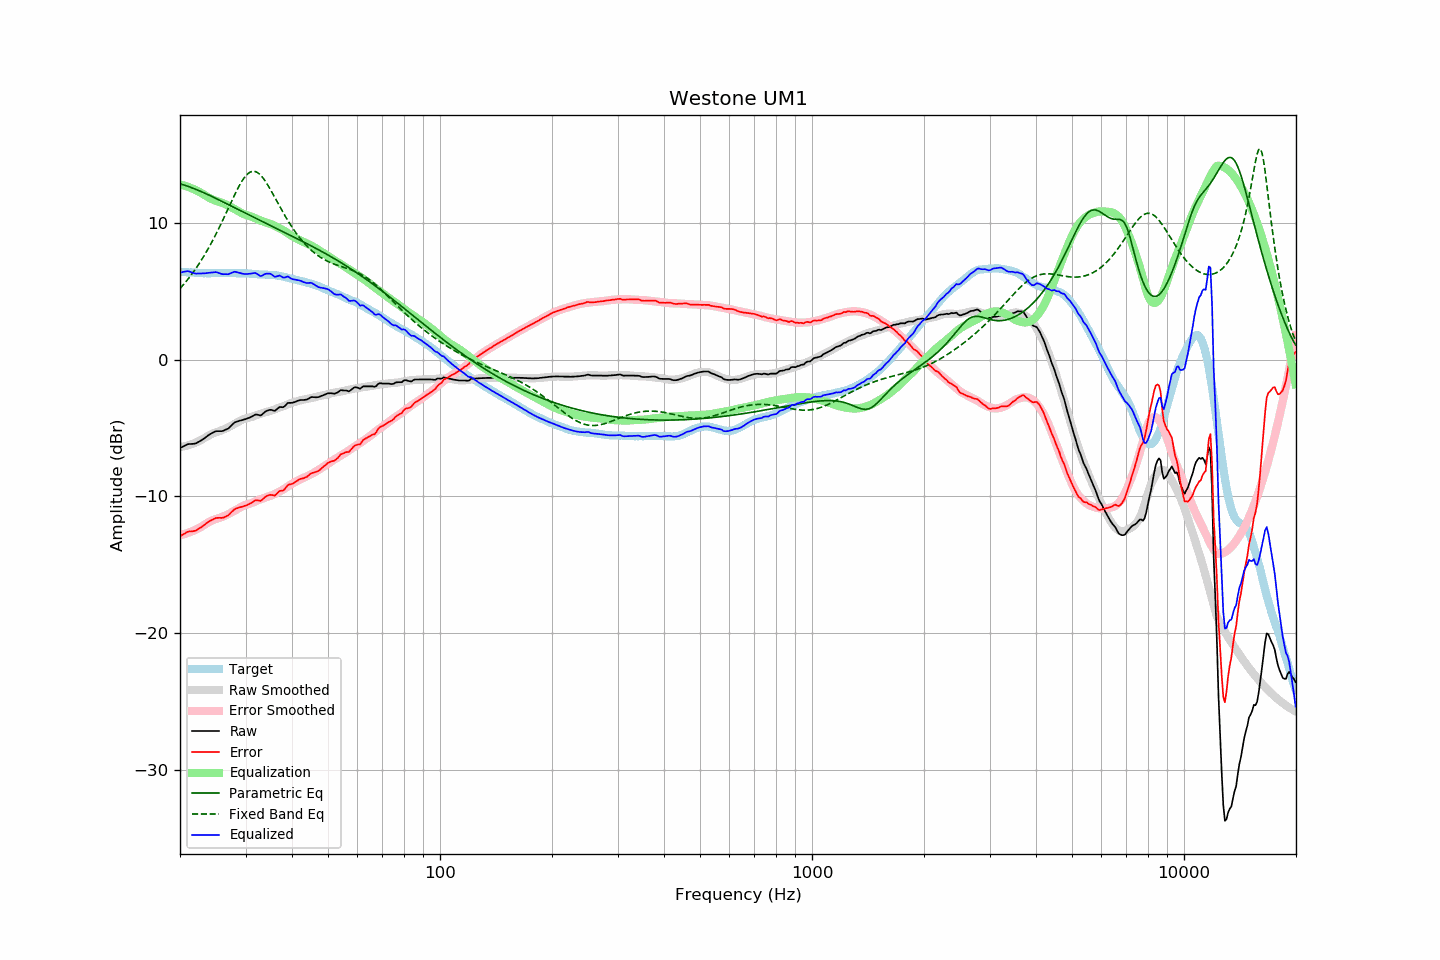 Westone UM1
Amplitude (dBr)
10
0
−10
−20
−30
100
1000
10000
Frequency (Hz)
Target
Raw Smoothed
Error Smoothed
Raw
Error
Equalization
Parametric Eq
Fixed Band Eq
Equalized